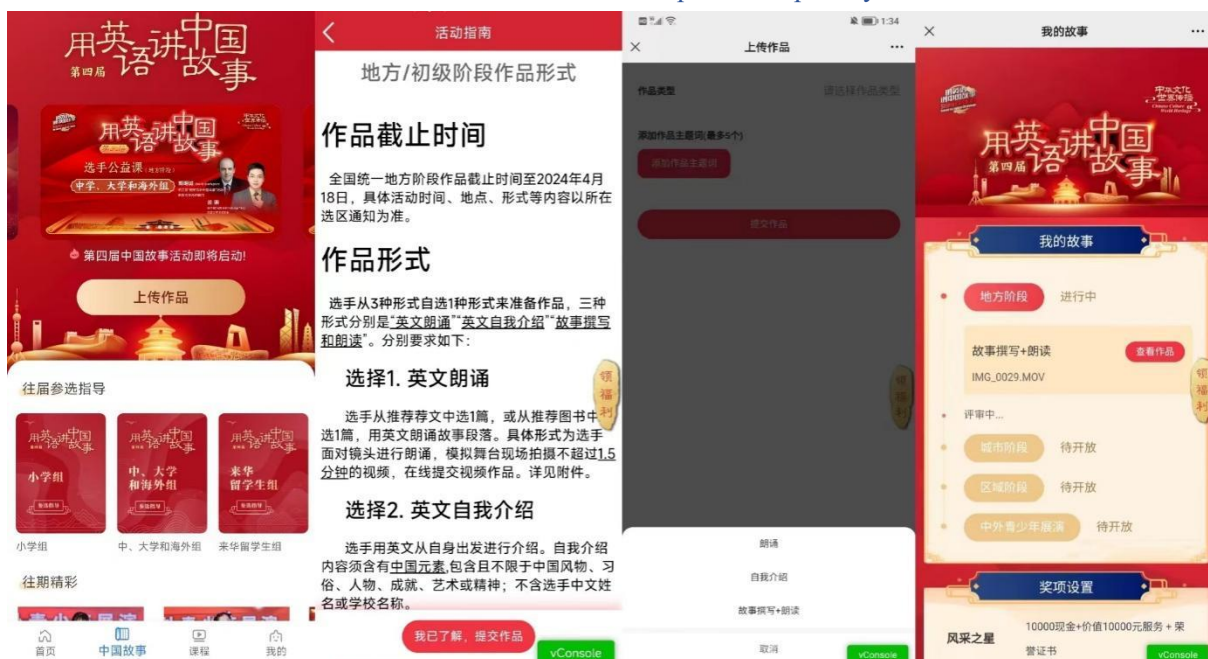 用英语讲中国故事
第四届
用英语讲中国故事
选手公益课
中学、大学和海外组
第四届中国故事活动即将启动!
上传作品
往届参选指导
用英语讲中国故事
小学组
参选指导
用英语讲中国故事
中、大学
和海外组
参选指导
用英语讲中国故事
来华
留学生组
参选指导
小学组
中、大学和海外组
来华留学生组
往期精彩
首页
中国故事
课程
我的
活动指南
地方/初级阶段作品形式
作品截止时间
全国统一地方阶段作品截止时间至2024年4月
18日，具体活动时间、地点、形式等内容以所在
选区通知为准。
作品形式
选手从3种形式自选1种形式来准备作品，三种
形式分别是“英文朗诵”“英文自我介绍”“故事撰写
和朗读”。分别要求如下：
选择1. 英文朗诵
选手从推荐荐文中选1篇，或从推荐图书中
选1篇，用英文朗诵故事段落。具体形式为选手
面对镜头进行朗诵，模拟舞台现场拍摄不超过1.5
分钟的视频，在线提交视频作品。详见附件。
选择2. 英文自我介绍
选手用英文从自身出发进行介绍。自我介绍
内容须含有中国元素,包含且不限于中国风物、习
俗、人物、成就、艺术或精神；不含选手中文姓
名或学校名称。
我已了解，提交作品
vConsole
领福利
1:34
上传作品
作品类型
请选择作品类型
添加作品主题词(最多5个)
添加作品主题词
提交作品
领福利
朗诵
自我介绍
故事撰写+朗读
取消
vConsole
我的故事
中华文化
世界传播
用英语讲中国故事
第四届
我的故事
地方阶段 进行中
故事撰写+朗读
查看作品
IMG_0029.MOV
评审中...
城市阶段 待开放
区域阶段 待开放
中外青少年展演 待开放
领福利
奖项设置
风采之星
10000现金+价值10000元服务 + 荣
誉证书
vConsole